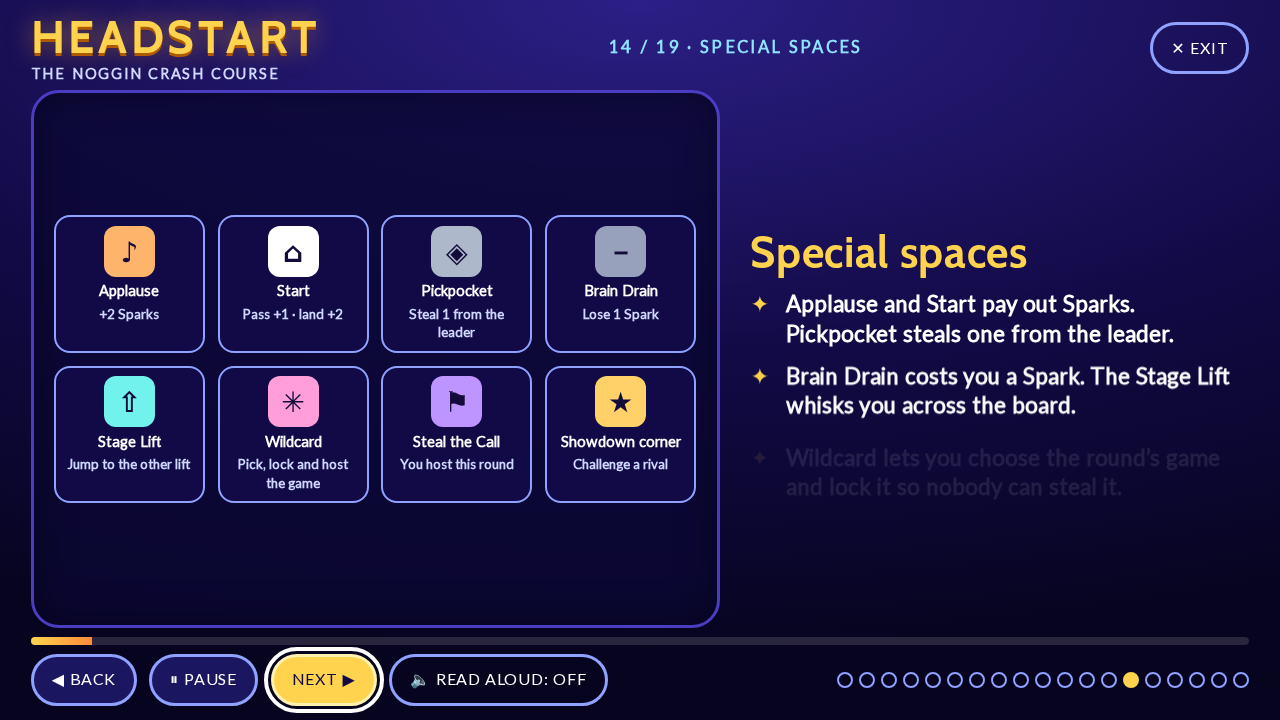 HEADSTART
THE NOGGIN CRASH COURSE
14 / 19 · SPECIAL SPACES
✕ EXIT
Applause
+2 Sparks
Start
Pass +1 · land +2
Pickpocket
Steal 1 from the
leader
Brain Drain
Lose 1 Spark
Stage Lift
Jump to the other lift
Wildcard
Pick, lock and host
the game
Steal the Call
You host this round
Showdown corner
Challenge a rival
Special spaces
✦ Applause and Start pay out Sparks.
Pickpocket steals one from the leader.
✦ Brain Drain costs you a Spark. The Stage Lift
whisks you across the board.
✦ Wildcard lets you choose the round's game
and lock it so nobody can steal it.
◀ BACK
⏸ PAUSE
NEXT ▶
🔈 READ ALOUD: OFF